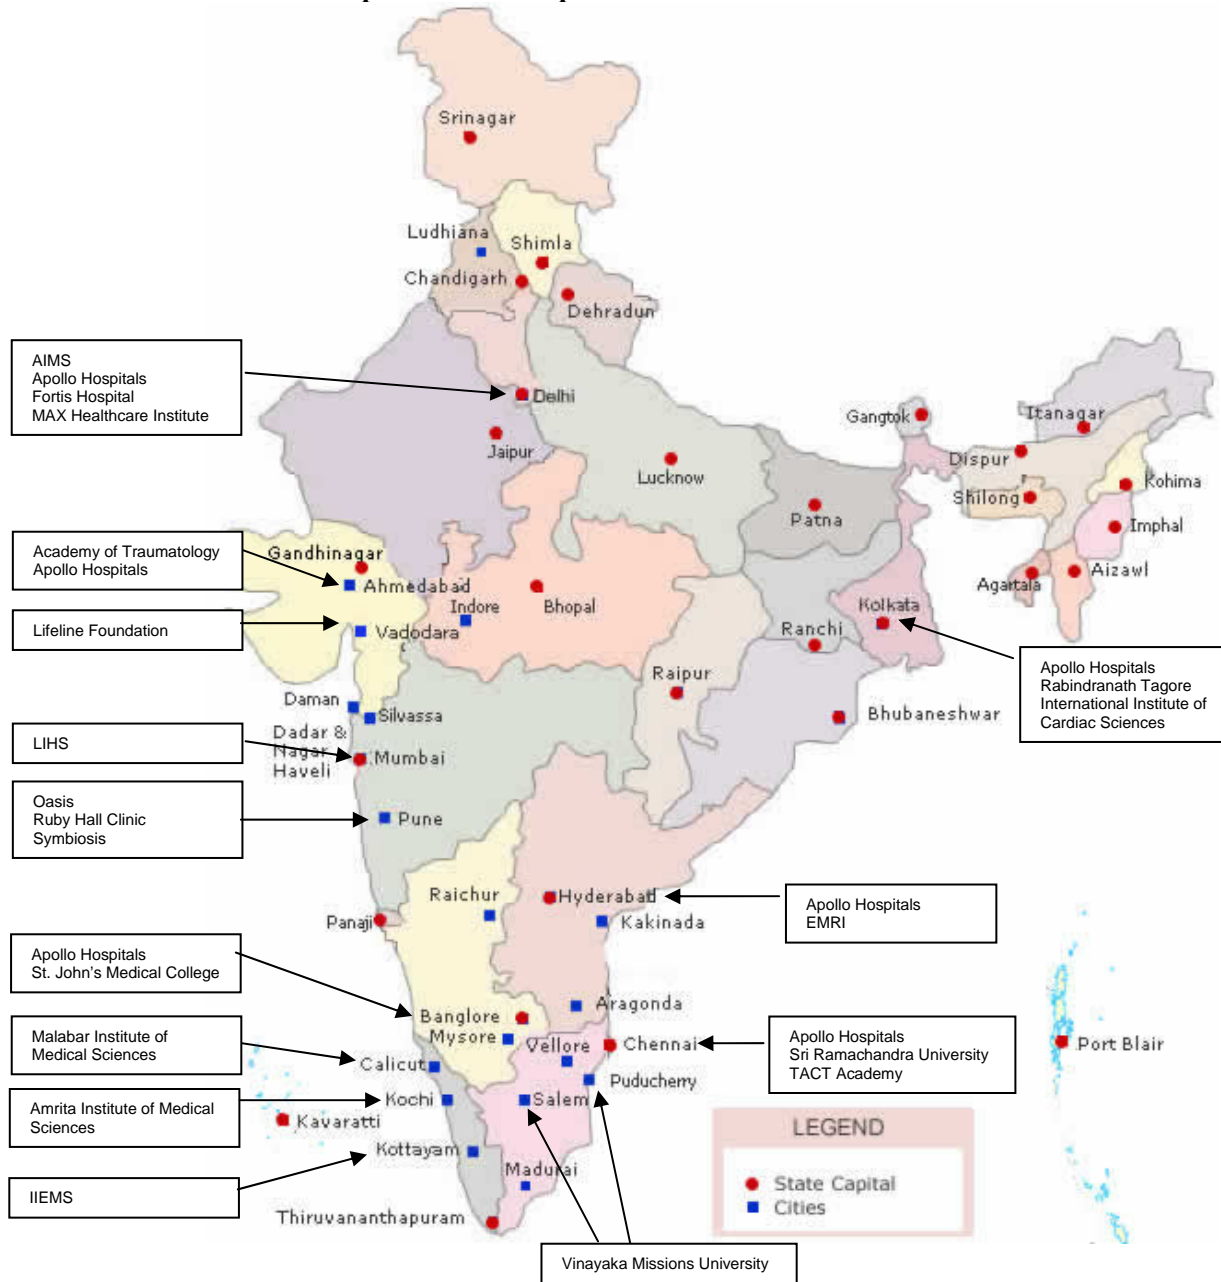 Srinagar
Ludhiana
Shimla
Chandigarh
Dehradun
AIMS
Apollo Hospitals
Fortis Hospital
MAX Healthcare Institute
Delhi
Jaipur
Lucknow
Gangtok
Itanagar
Dispur
Shilong
Kohima
Patna
Imphal
Academy of Traumatology
Apollo Hospitals
Gandhinagar
Ahmedabad
Indore
Bhopal
Kolkata
Agartala
Aizawl
Lifeline Foundation
Vadodara
Ranchi
Apollo Hospitals
Rabindranath Tagore
International Institute of
Cardiac Sciences
Raipur
Bhubaneshwar
Daman
Silvassa
LIHS
Dadar &
Nagar
Haveli
Mumbai
Oasis
Ruby Hall Clinic
Symbiosis
Pune
Raichur
Hyderabad
Apollo Hospitals
EMRI
Panaji
Kakinada
Apollo Hospitals
St. John's Medical College
Aragonda
Banglore
Mysore
Vellore
Chennai
Apollo Hospitals
Sri Ramachandra University
TACT Academy
Port Blair
Malabar Institute of
Medical Sciences
Calicut
Puducherry
Amrita Institute of Medical
Sciences
Kochi
Salem
Kavaratti
Kottayam
Madurai
IIEMS
Thiruvananthapuram
Vinayaka Missions University
LEGEND
State Capital
Cities